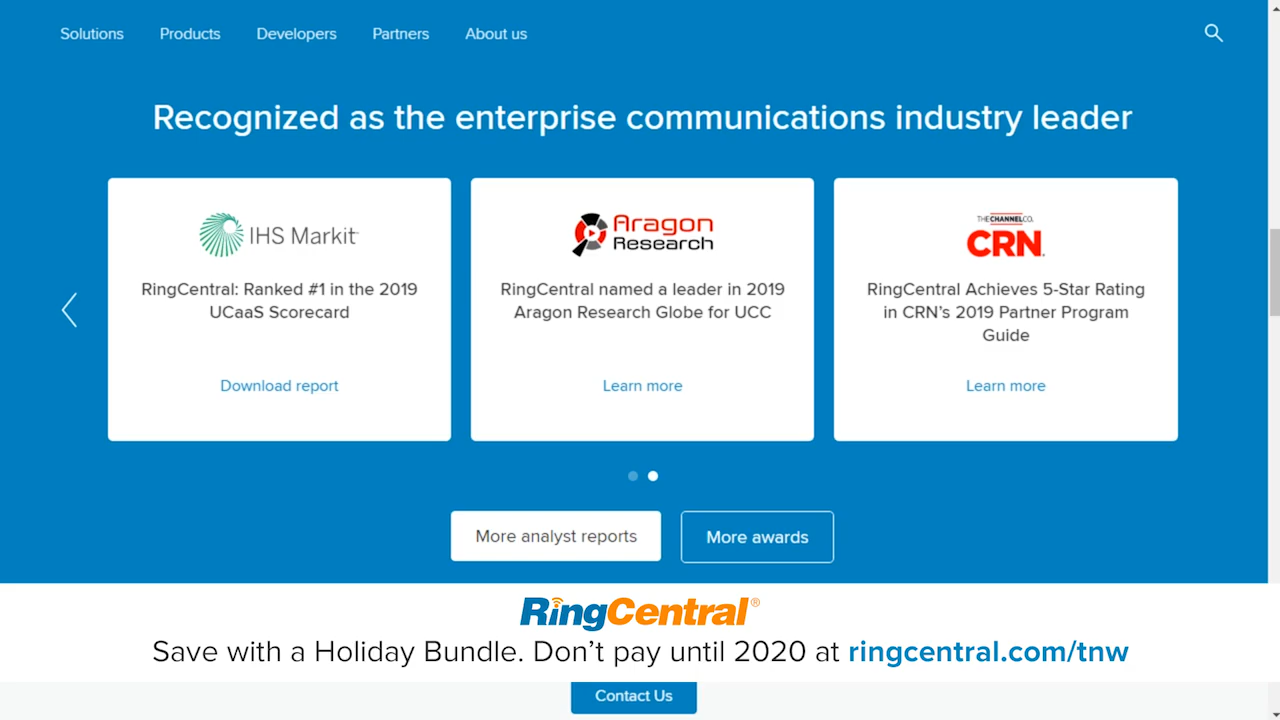 Solutions Products Developers Partners About us
Recognized as the enterprise communications industry leader
IHS Markit
RingCentral: Ranked #1 in the 2019
UCaaS Scorecard
Download report
Aragon
Research
RingCentral named a leader in 2019
Aragon Research Globe for UCC
Learn more
THE CHANNELCO.
CRN.
RingCentral Achieves 5-Star Rating
in CRN's 2019 Partner Program
Guide
Learn more
More analyst reports
More awards
RingCentral®
Save with a Holiday Bundle. Don't pay until 2020 at ringcentral.com/tnw
Contact Us